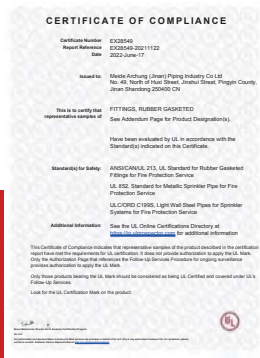 CERTIFICATE OF COMPLIANCE
Certificate Number EX28549
Report Reference EX28549-20211122
Date 2022-June-17
Issued to: Meide Archung (Jinan) Piping Industry Co Ltd
No. 49, North of Huxi Street, Jinshui Street, Pingyin County,
Jinan Shandong 250400 CN
This is to certify that FITTINGS, RUBBER GASKETED
representative samples of See Addendum Page for Product Designation(s).
Have been evaluated by UL in accordance with the
Standard(s) indicated on this Certificate.
Standard(s) for Safety: ANSI/CAN/UL 213, UL Standard for Rubber Gasketed
Fittings for Fire Protection Service
UL 852, Standard for Metallic Sprinkler Pipe for Fire
Protection Service
ULC/ORD C199S, Light Wall Steel Pipes for Sprinkler
Systems for Fire Protection Service
Additional Information: See the UL Online Certifications Directory at
https://iq.ulprospector.com for additional information
This Certificate of Compliance indicates that representative samples of the product described in the certification
report have met the requirements for UL certification. It does not provide authorization to apply the UL Mark.
Only the Authorization Page that references the Follow-Up Services Procedure for ongoing surveillance
provides authorization to apply the UL Mark.
Only those products bearing the UL Mark should be considered as being UL Certified and covered under UL's
Follow-Up Services.
Look for the UL Certification Mark on the product.
UL